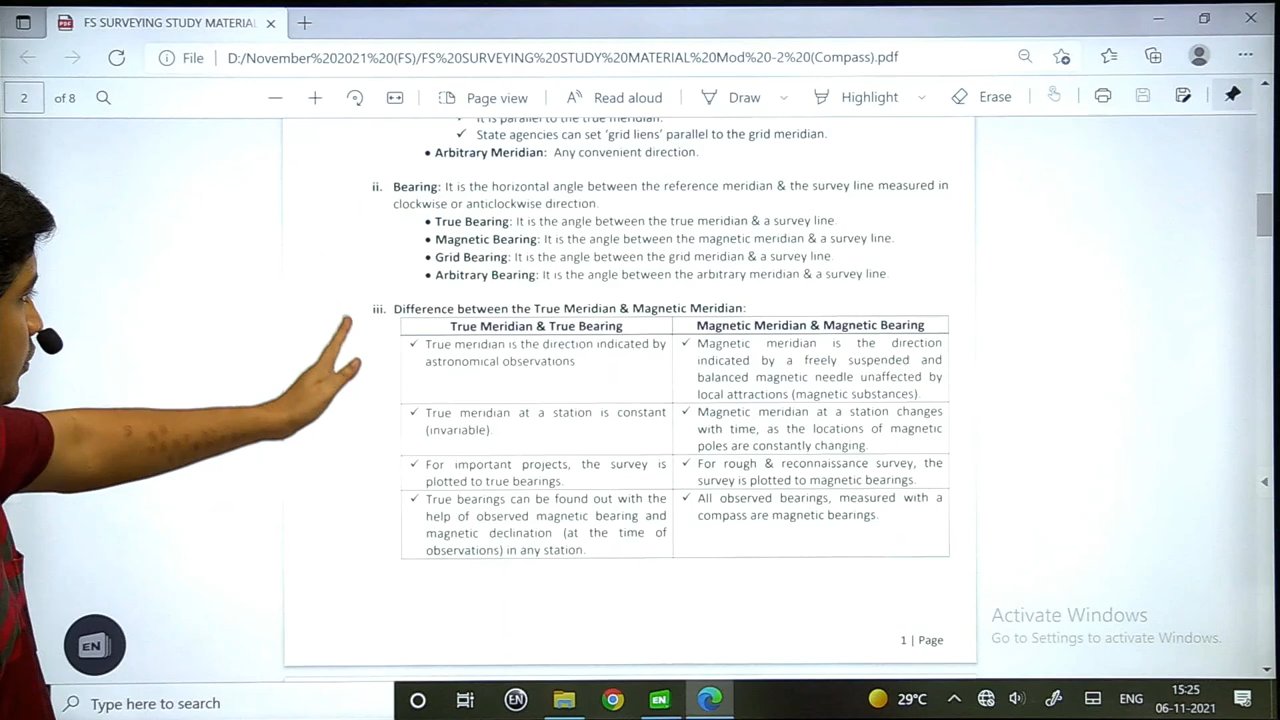 FS SURVEYING STUDY MATERIAL
File
D:/November%202021%20(FS)/FS%20SURVEYING%20STUDY%20MATERIAL%20Mod%20-2%20(Compass).pdf
2 of 8
Page view
Read aloud
Draw
Highlight
Erase
It is parallel to the true meridian.
✓ State agencies can set ‘grid liens’ parallel to the grid meridian.
• Arbitrary Meridian: Any convenient direction.
ii. Bearing: It is the horizontal angle between the reference meridian & the survey line measured in
clockwise or anticlockwise direction.
• True Bearing: It is the angle between the true meridian & a survey line.
• Magnetic Bearing: It is the angle between the magnetic meridian & a survey line.
• Grid Bearing: It is the angle between the grid meridian & a survey line.
• Arbitrary Bearing: It is the angle between the arbitrary meridian & a survey line.
iii. Difference between the True Meridian & Magnetic Meridian:
True Meridian & True Bearing
✓ True meridian is the direction indicated by
astronomical observations
✓ True meridian at a station is constant
(invariable).
✓ For important projects, the survey is
plotted to true bearings.
✓ True bearings can be found out with the
help of observed magnetic bearing and
magnetic declination (at the time of
observations) in any station.
Magnetic Meridian & Magnetic Bearing
✓ Magnetic meridian is the direction
indicated by a freely suspended and
balanced magnetic needle unaffected by
local attractions (magnetic substances).
✓ Magnetic meridian at a station changes
with time, as the locations of magnetic
poles are constantly changing.
✓ For rough & reconnaissance survey, the
survey is plotted to magnetic bearings.
✓ All observed bearings, measured with a
compass are magnetic bearings.
1 | Page
Activate Windows
Go to Settings to activate Windows.
EN
Type here to search
EN
EN
29°C
ENG
15:25
06-11-2021